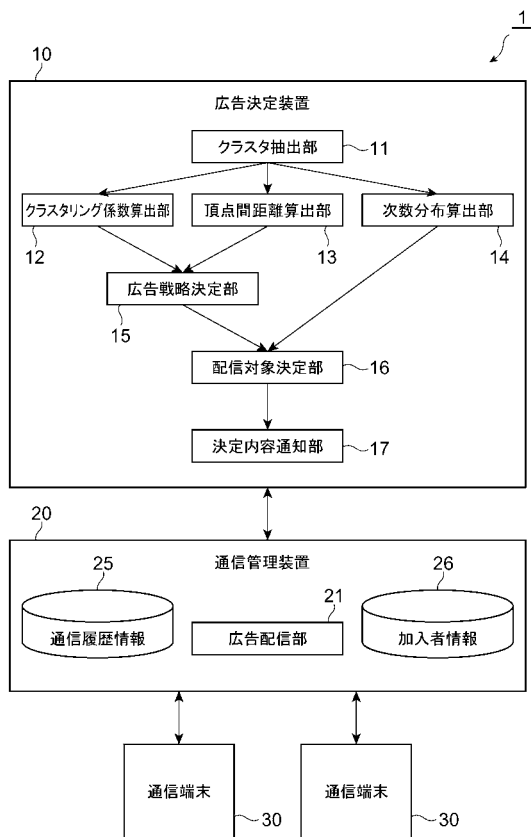 1
10
広告決定装置
クラスタ抽出部
11
クラスタリング係数算出部
頂点間距離算出部
次数分布算出部
12
13
14
広告戦略決定部
15
配信対象決定部
16
決定内容通知部
17
20
通信管理装置
25
21
26
通信履歴情報
広告配信部
加入者情報
通信端末
通信端末
30
30